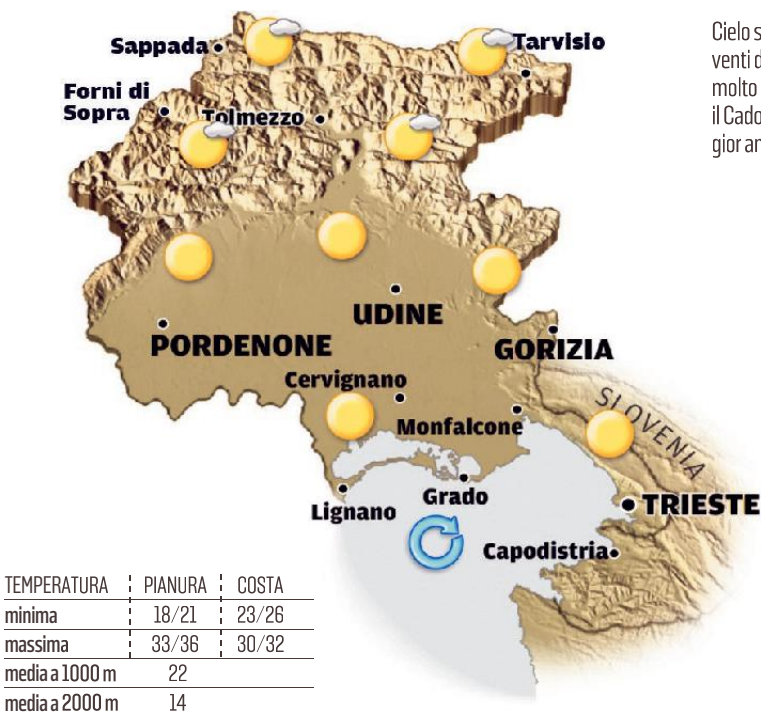 Sappada
Tarvisio
Forni di
Sopra
Tolmezzo
Cielo s
venti d
molto
il Cado
gior an
UDINE
PORDENONE
GORIZIA
Cervignano
Monfalcone
SLOVENIA
Lignano
Grado
TRIESTE
Capodistria
TEMPERATURA PIANURA COSTA
minima 18/21 23/26
massima 33/36 30/32
media a 1000 m 22
media a 2000 m 14